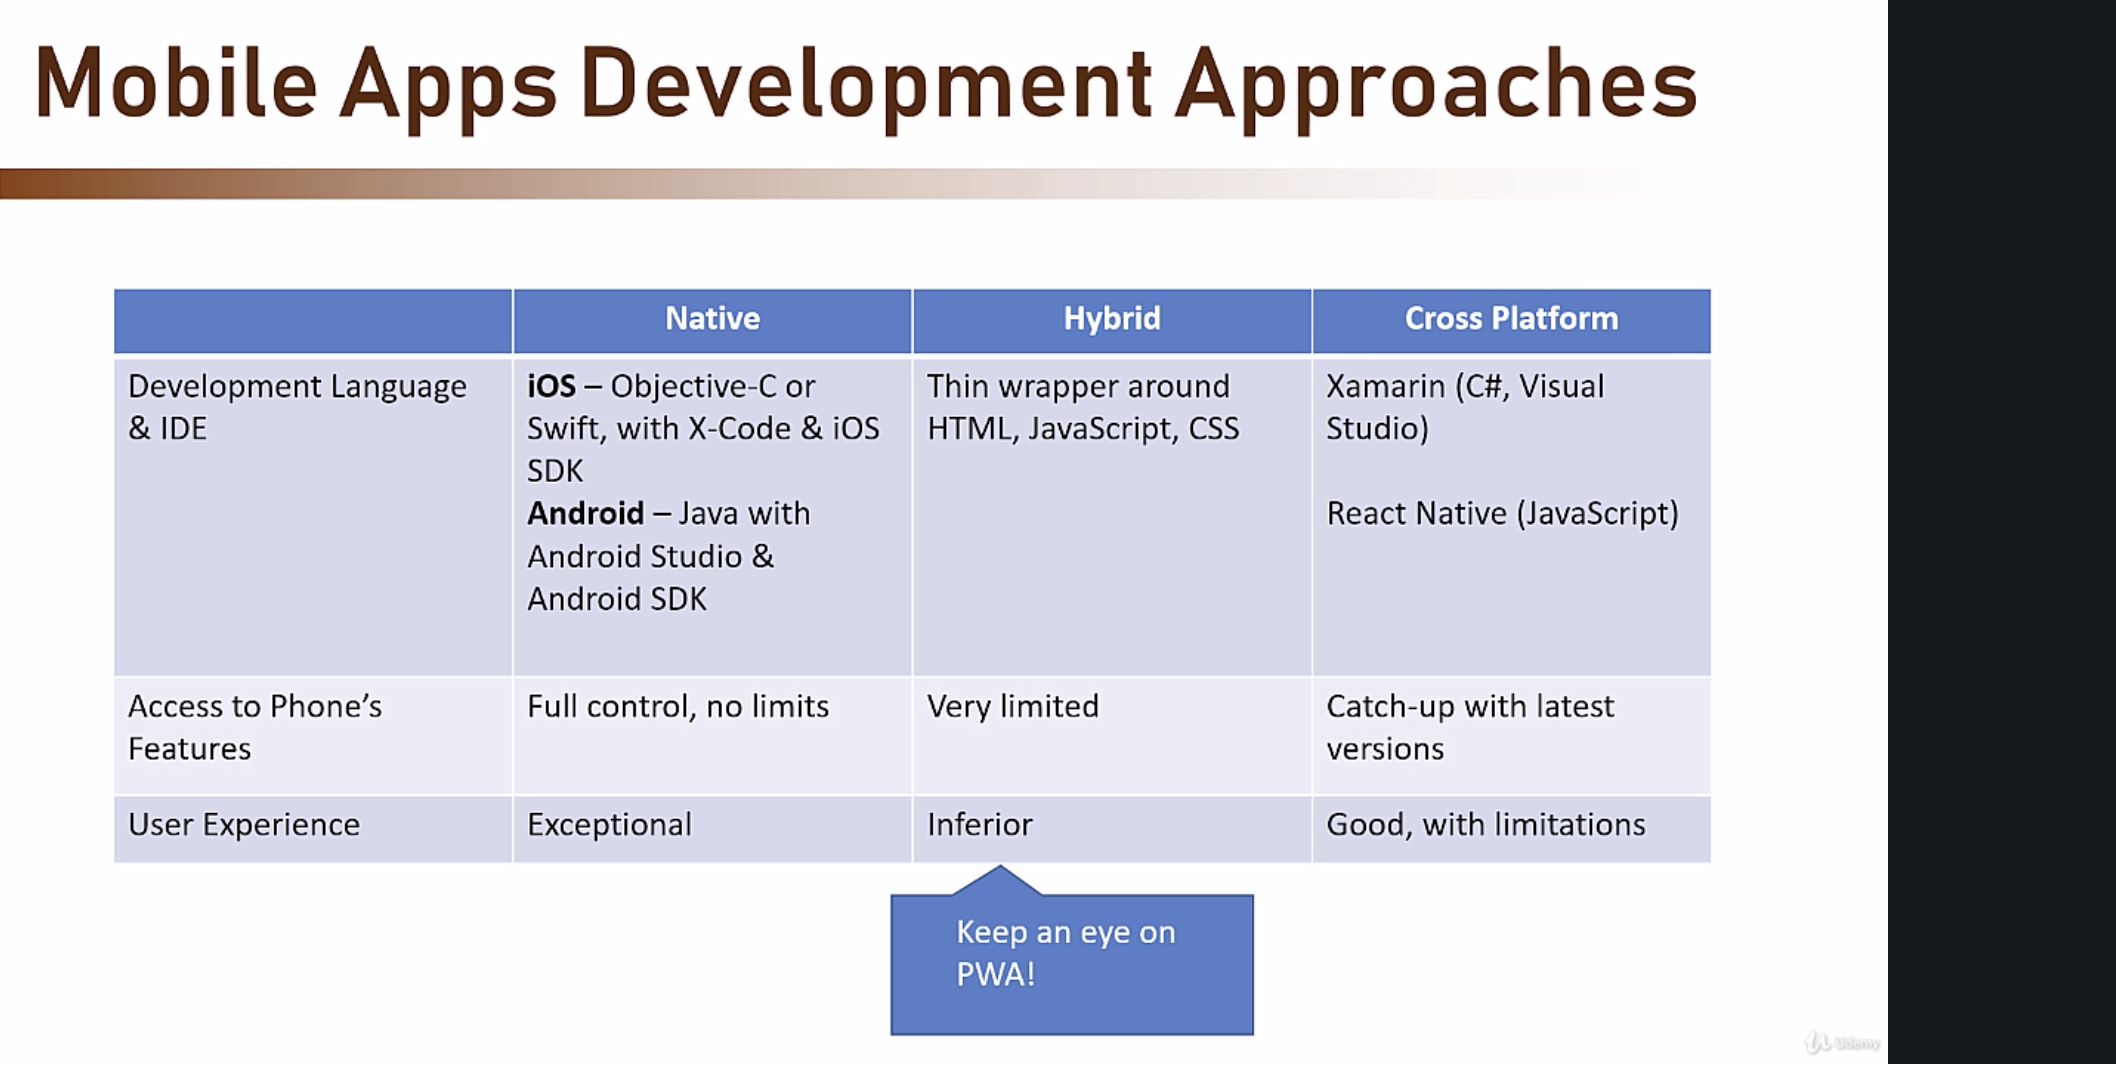 Mobile Apps Development Approaches
Native
Hybrid
Cross Platform
Development Language
& IDE
iOS – Objective-C or
Swift, with X-Code & iOS
SDK
Android – Java with
Android Studio &
Android SDK
Thin wrapper around
HTML, JavaScript, CSS
Xamarin (C#, Visual
Studio)
React Native (JavaScript)
Access to Phone’s
Features
Full control, no limits
Very limited
Catch-up with latest
versions
User Experience
Exceptional
Inferior
Good, with limitations
Keep an eye on
PWA!
Udemy